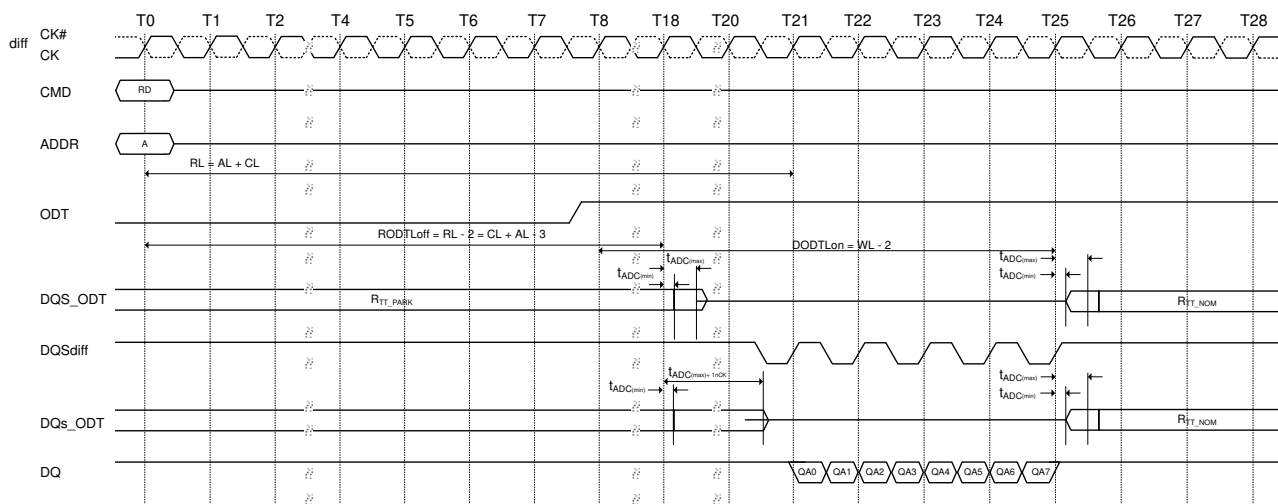 T0 T1 T2 T4 T5 T6 T7 T8 T18 T20 T21 T22 T23 T24 T25 T26 T27 T28
diff CK#
CK
CMD RD
ADDR A
RL = AL + CL
ODT
RODTLoff = RL - 2 = CL + AL - 3
DODTLon = WL - 2
tADC(max) tADC(max)
tADC(min) tADC(min)
DQS_ODT RTT_PARK RTT_NOM
DQSdiff
tADC(max)+ 1nCK tADC(max)
tADC(min) tADC(min)
DQs_ODT RTT_NOM
DQ QA0 QA1 QA2 QA3 QA4 QA5 QA6 QA7